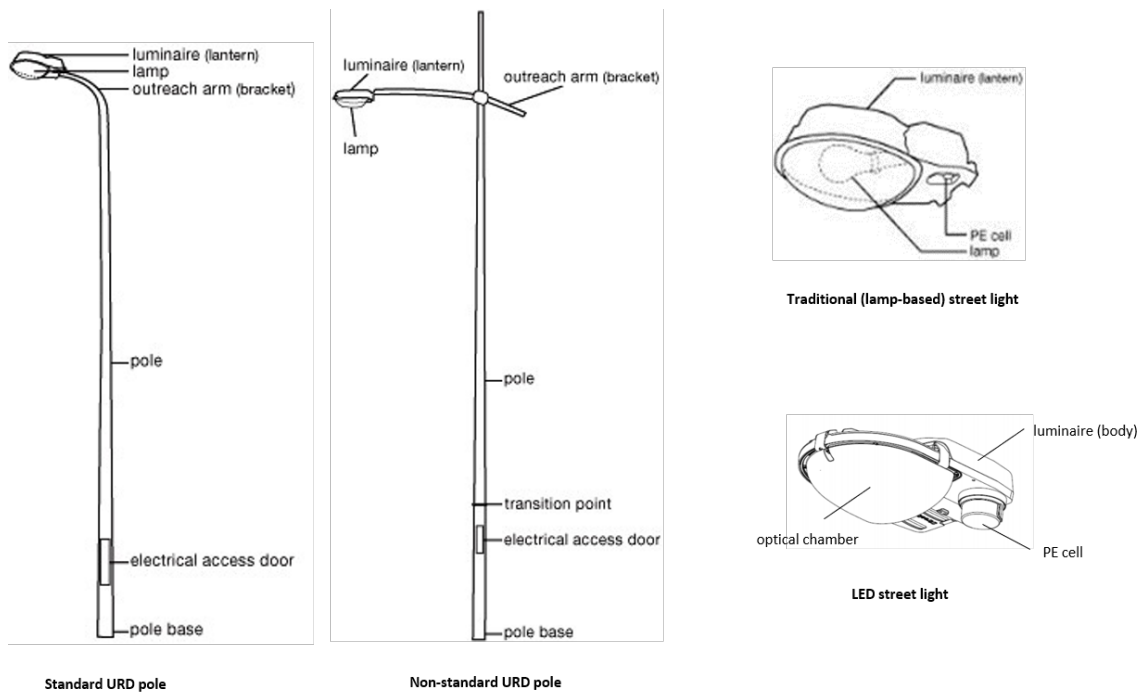 luminaire (lantern)
lamp
outreach arm (bracket)
pole
electrical access door
pole base
Standard URD pole
luminaire (lantern)
outreach arm (bracket)
lamp
pole
transition point
electrical access door
pole base
Non-standard URD pole
luminaire (lantern)
PE cell
lamp
Traditional (lamp-based) street light
luminaire (body)
optical chamber
PE cell
LED street light